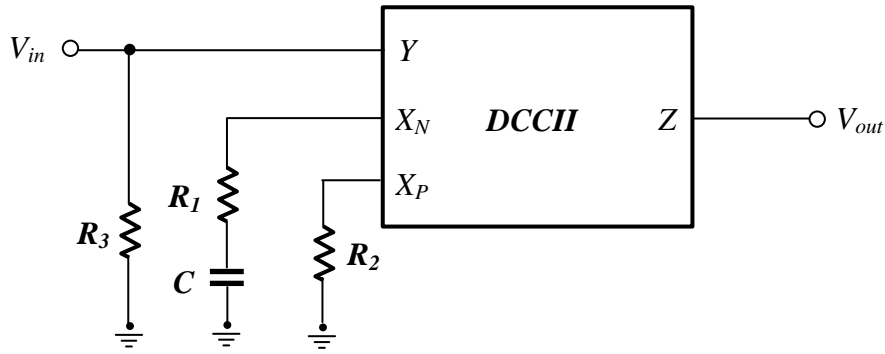 V_in
Y
X_N
DCCII
Z
V_out
X_P
R_1
R_3
R_2
C